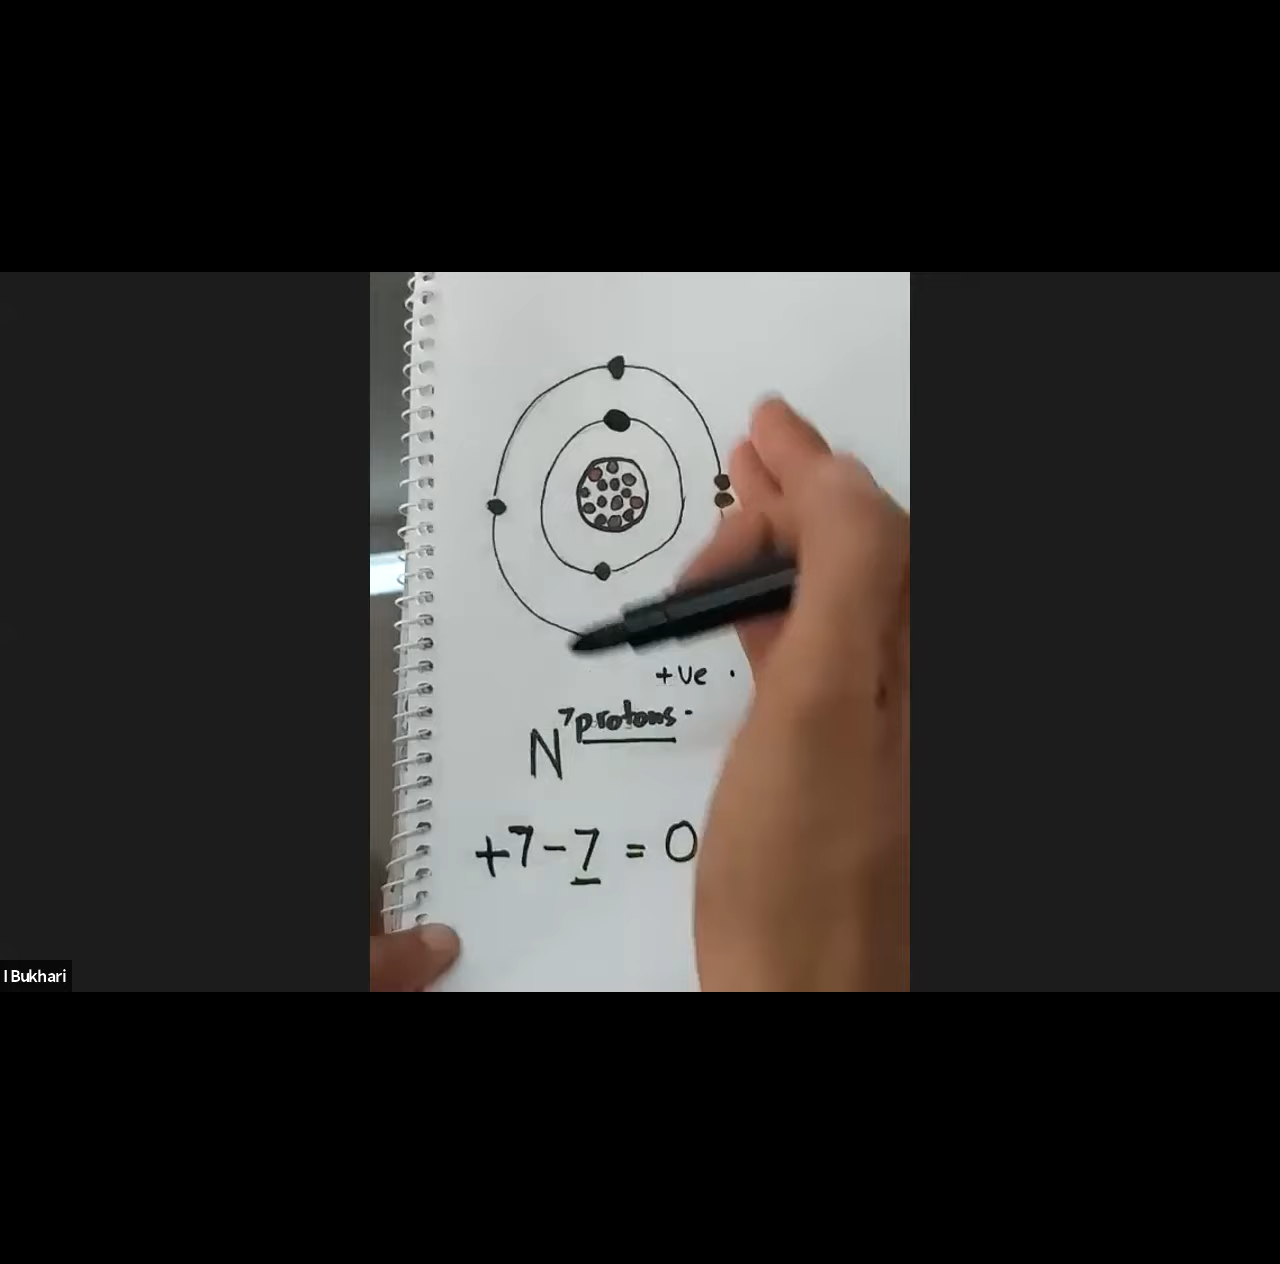 +ve .
7 protons.
N
+7-7 = 0
I Bukhari